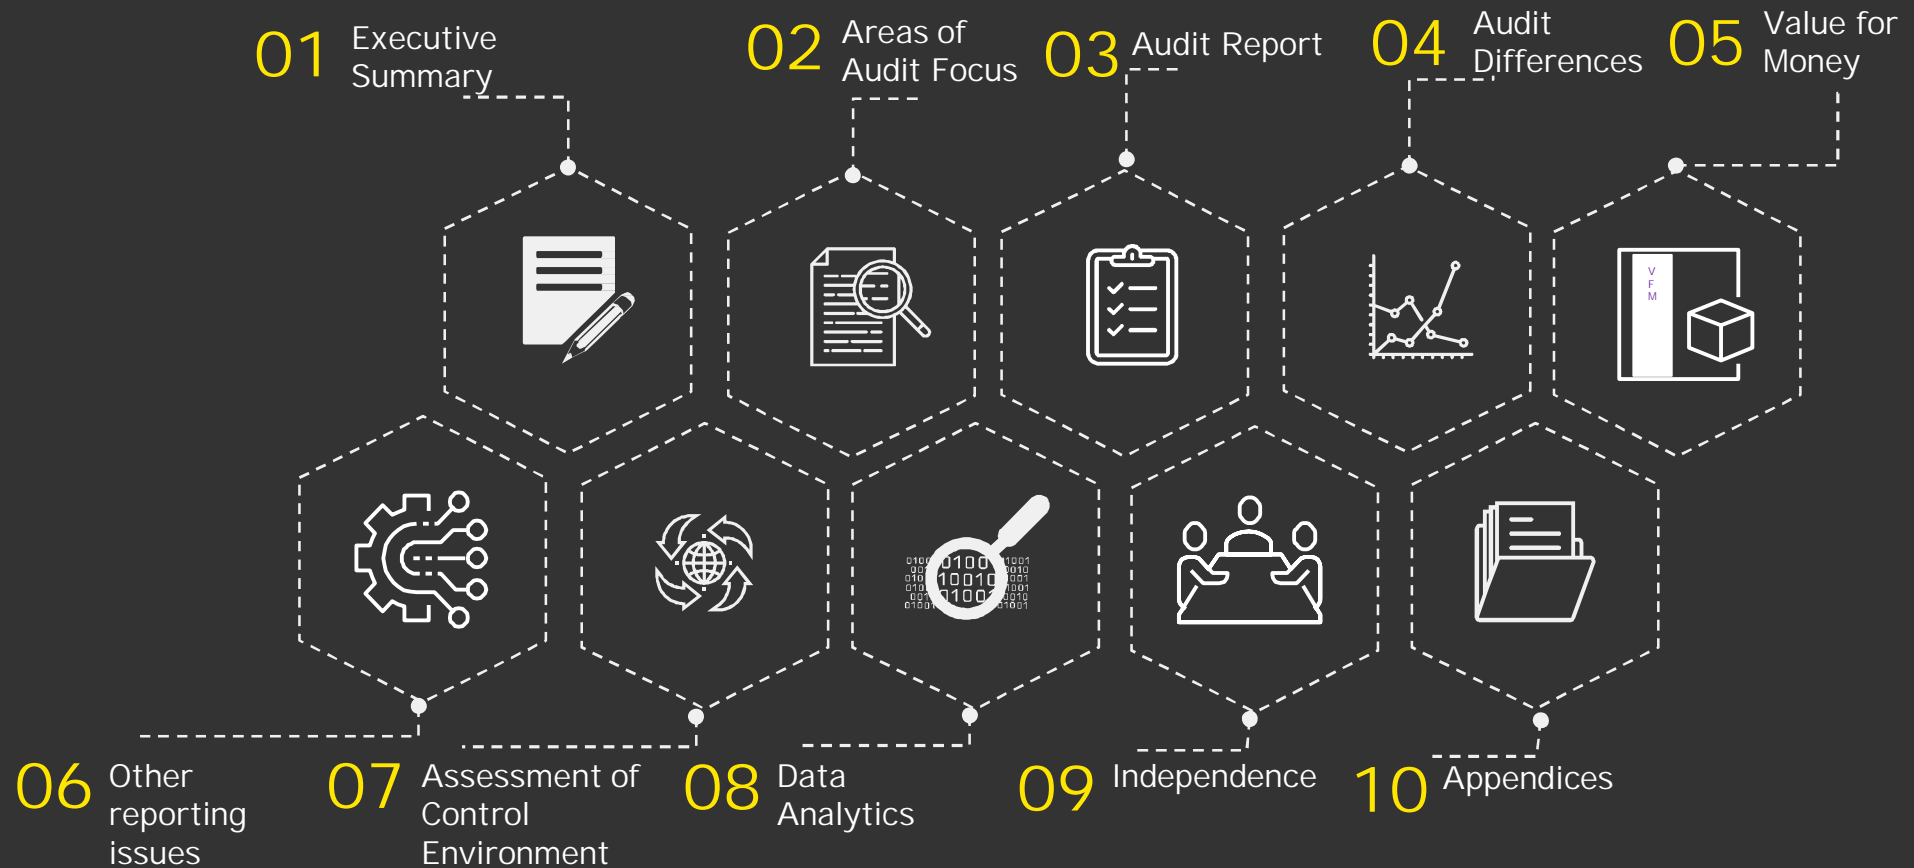 01 Executive
Summary
02 Areas of
Audit Focus
03 Audit Report
04 Audit
Differences
05 Value for
Money
V
F
M
06 Other
reporting
issues
07 Assessment of
Control
Environment
08 Data
Analytics
09 Independence
10 Appendices